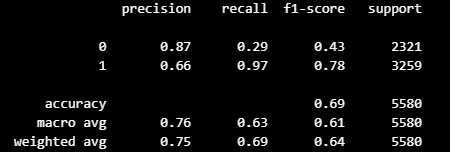 precision recall f1-score support
0 0.87 0.29 0.43 2321
1 0.66 0.97 0.78 3259
accuracy 0.69 5580
macro avg 0.76 0.63 0.61 5580
weighted avg 0.75 0.69 0.64 5580